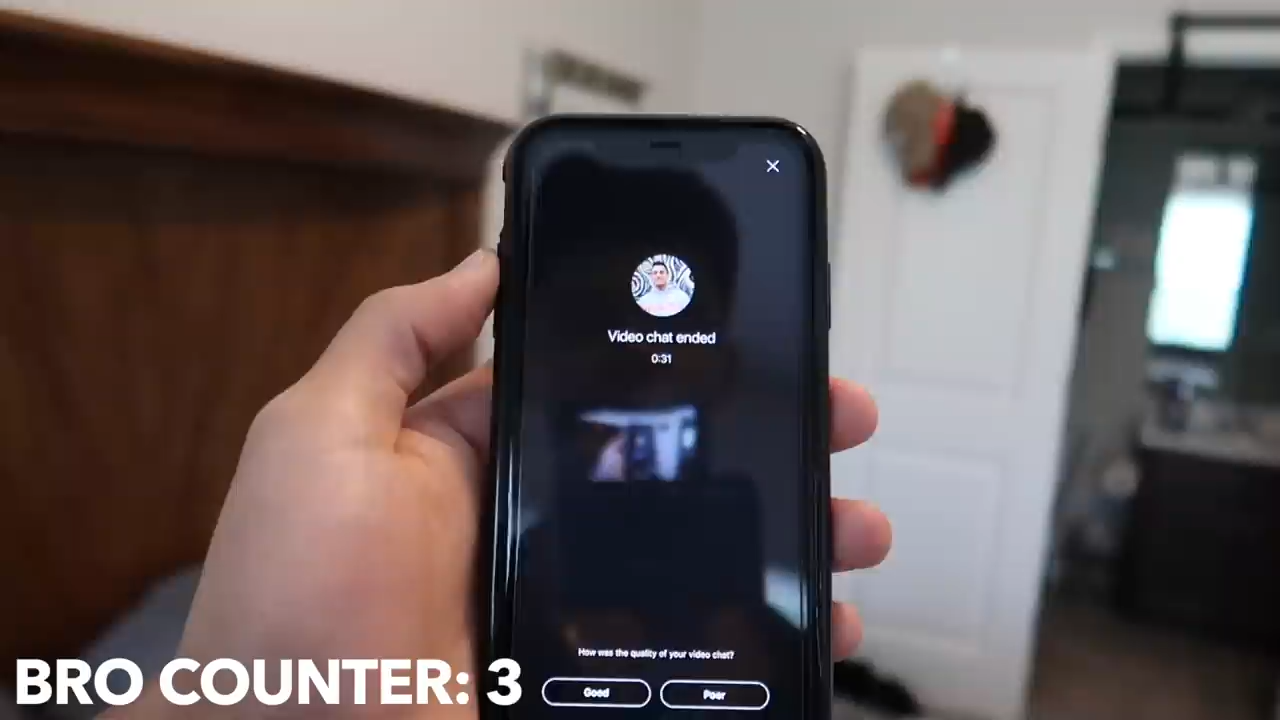 Video chat ended
0:31
How was the quality of your video chat?
Good
Poor
BRO COUNTER: 3